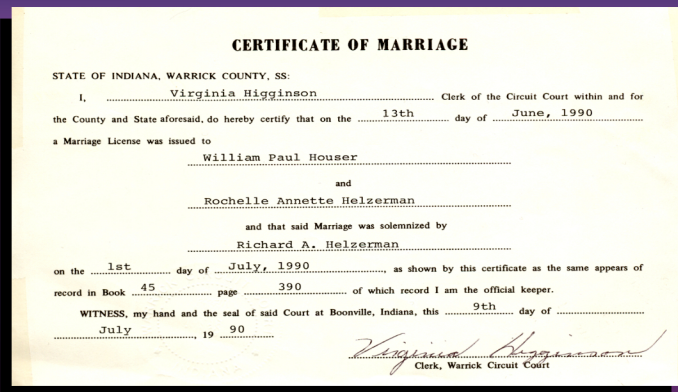 CERTIFICATE OF MARRIAGE
STATE OF INDIANA, WARRICK COUNTY, SS:
I, Virginia Higginson Clerk of the Circuit Court within and for
the County and State aforesaid, do hereby certify that on the 13th day of June, 1990
a Marriage License was issued to
William Paul Houser
and
Rochelle Annette Helzerman
and that said Marriage was solemnized by
Richard A. Helzerman
on the 1st day of July, 1990, as shown by this certificate as the same appears of
record in Book 45 page 390 of which record I am the official keeper.
WITNESS, my hand and the seal of said Court at Boonville, Indiana, this 9th day of
July, 19 90
Virginia Higginson
Clerk, Warrick Circuit Court